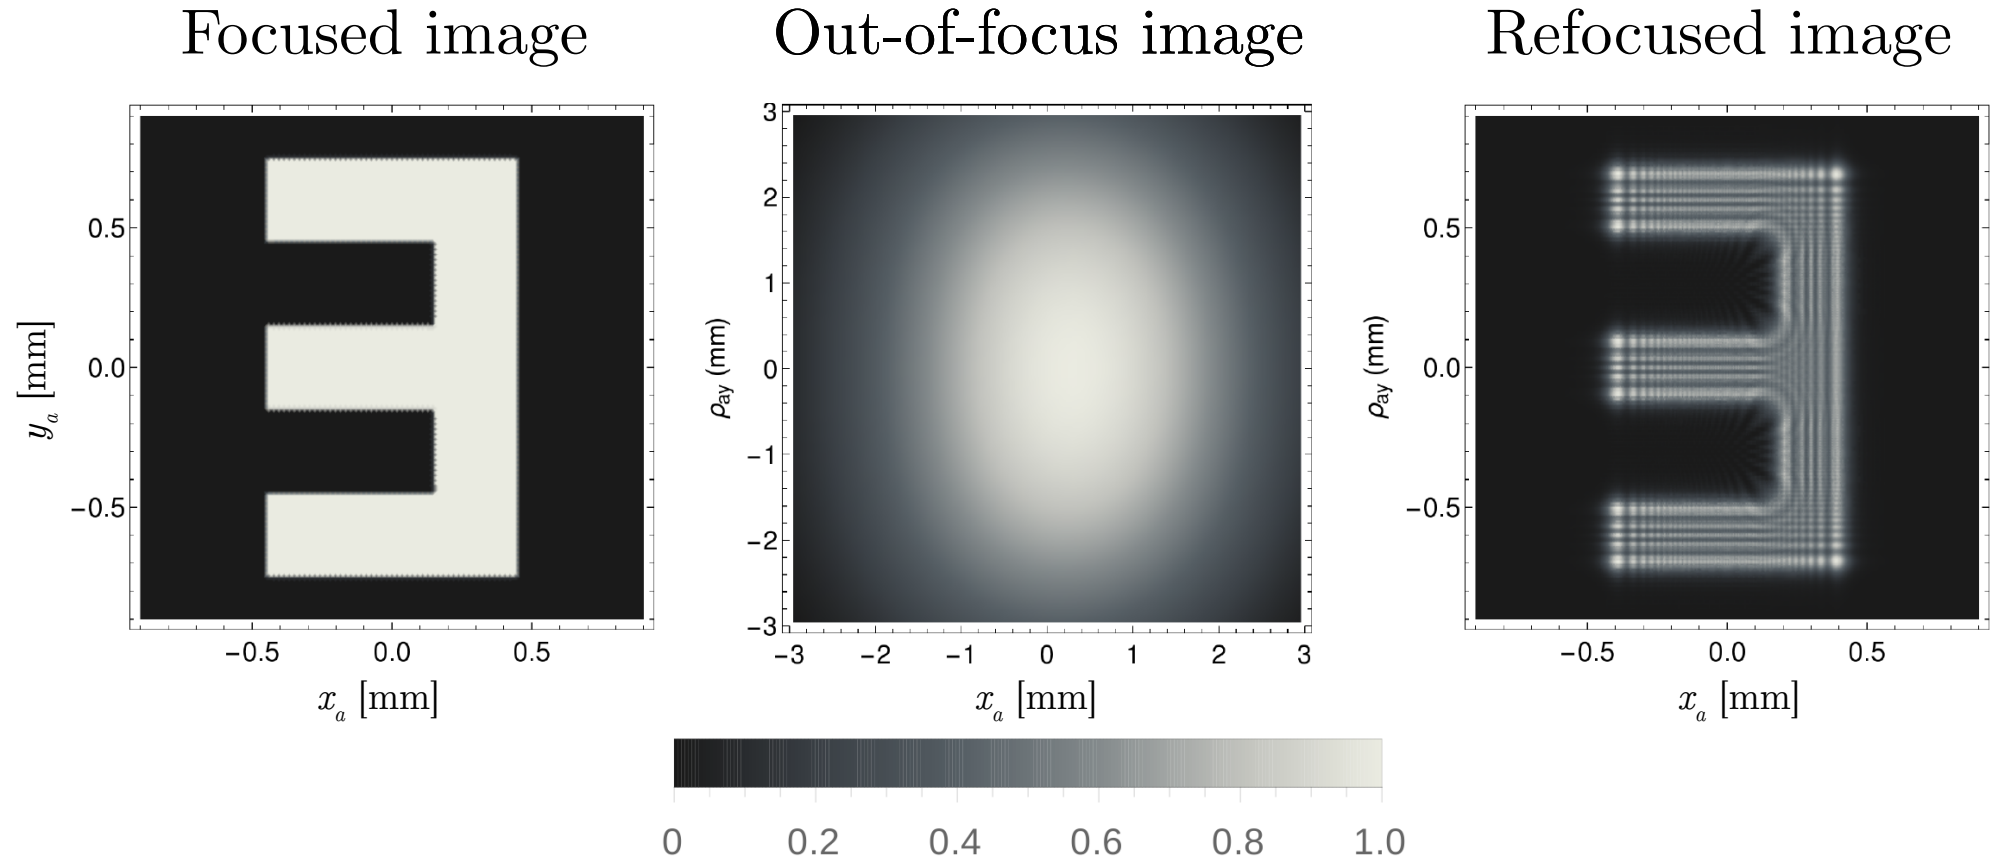 Focused image
Out-of-focus image
Refocused image
0.5
0.0
−0.5
−0.5
0.0
0.5
y_a [mm]
x_a [mm]
3
2
1
0
−1
−2
−3
−3
−2
−1
0
1
2
3
ρ_ay (mm)
x_a [mm]
0.5
0.0
−0.5
−0.5
0.0
0.5
ρ_ay (mm)
x_a [mm]
0 0.2 0.4 0.6 0.8 1.0